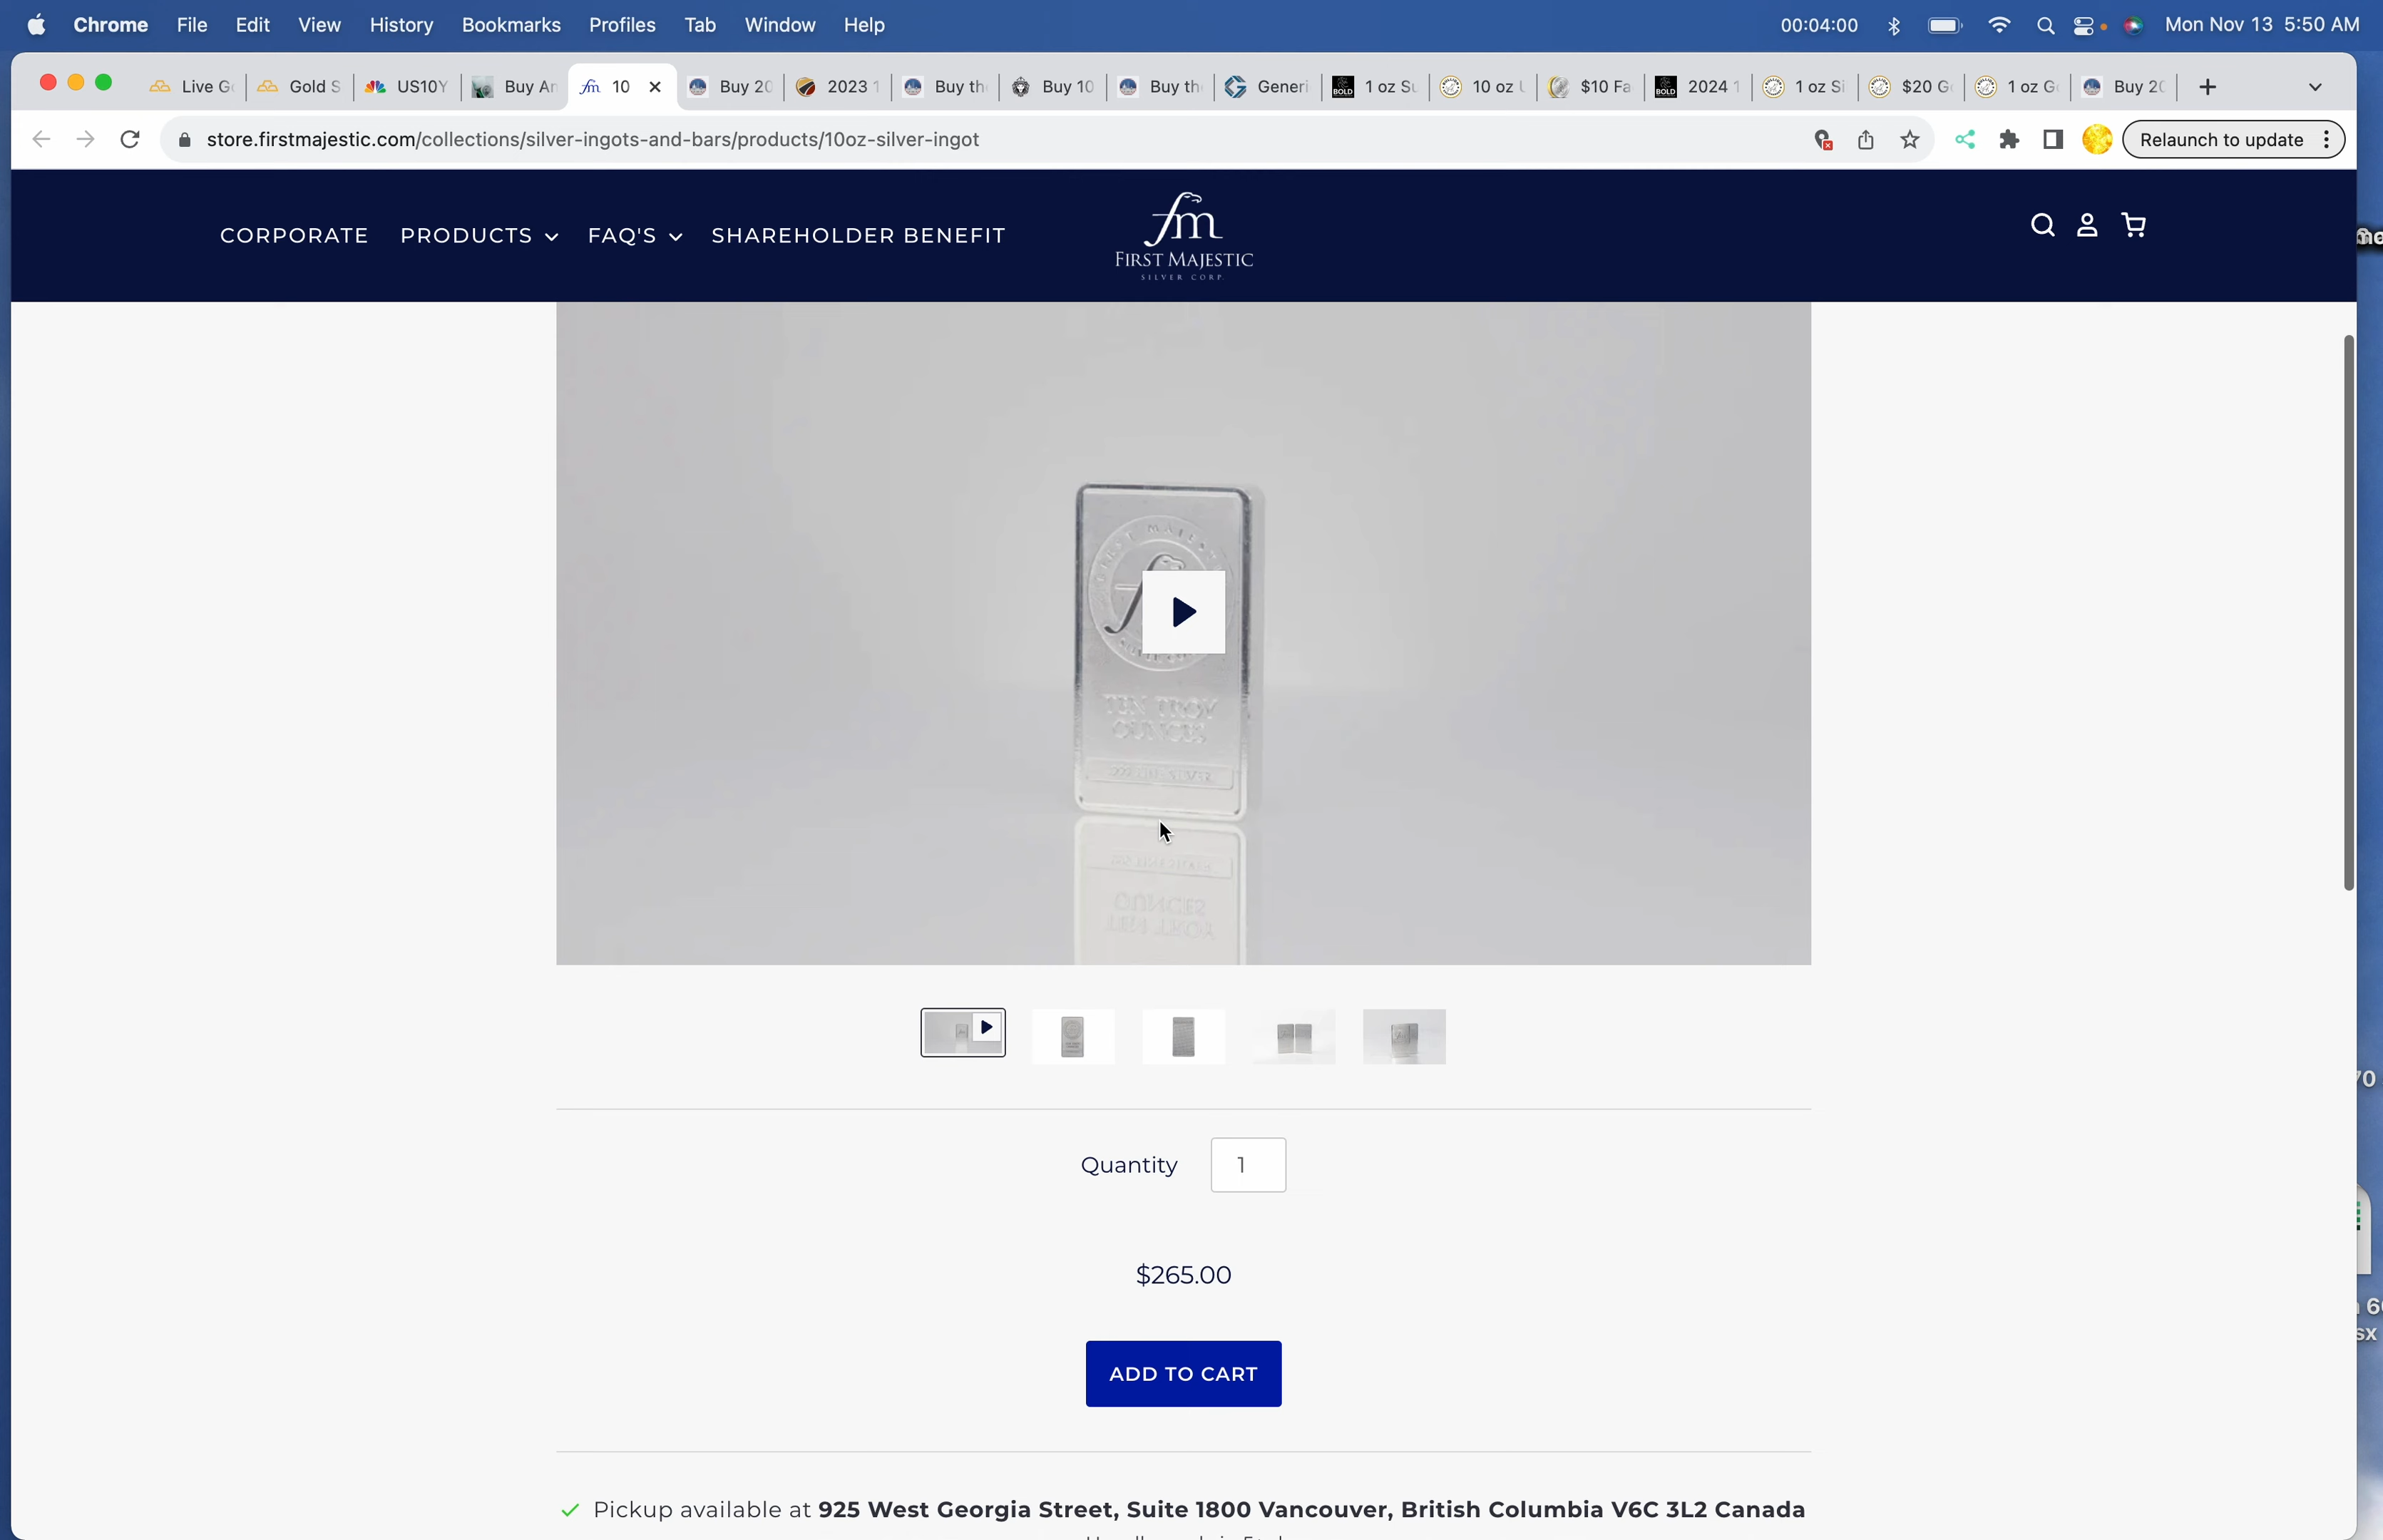 Chrome File Edit View History Bookmarks Profiles Tab Window Help 00:04:00 Mon Nov 13 5:50 AM
Live G Gold S US10Y Buy An 10 Buy 20 2023 1 Buy th Buy 10 Buy th Generi 1 oz Su 10 oz $10 Fa 2024 1 1 oz Si $20 G 1 oz G Buy 20
store.firstmajestic.com/collections/silver-ingots-and-bars/products/10oz-silver-ingot Relaunch to update
CORPORATE PRODUCTS FAQ'S SHAREHOLDER BENEFIT
fm
FIRST MAJESTIC
SILVER CORP.
TEN TROY
OUNCES
Quantity 1
$265.00
ADD TO CART
Pickup available at 925 West Georgia Street, Suite 1800 Vancouver, British Columbia V6C 3L2 Canada